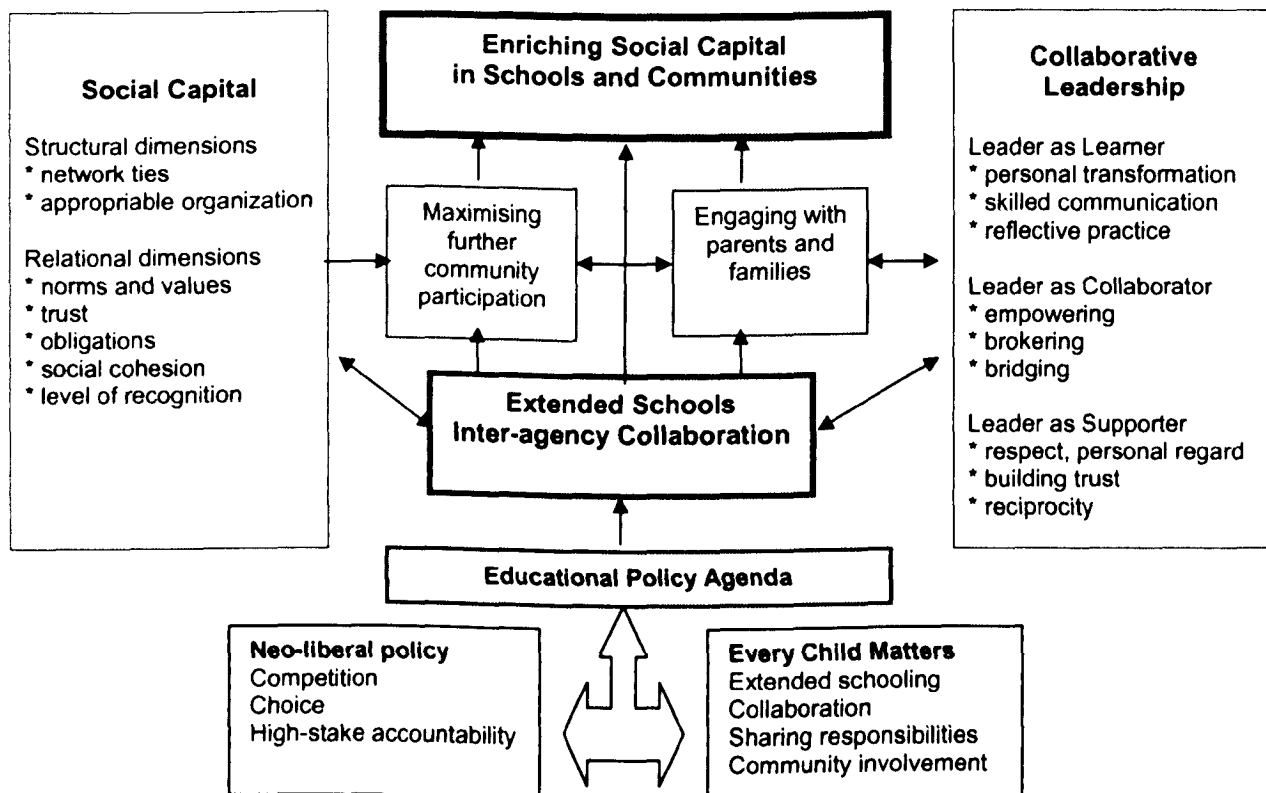 Enriching Social Capital
in Schools and Communities
Social Capital
Structural dimensions
* network ties
* appropriable organization
Relational dimensions
* norms and values
* trust
* obligations
* social cohesion
* level of recognition
Maximising
further
community
participation
Engaging with
parents and
families
Collaborative
Leadership
Leader as Learner
* personal transformation
* skilled communication
* reflective practice
Leader as Collaborator
* empowering
* brokering
* bridging
Leader as Supporter
* respect, personal regard
* building trust
* reciprocity
Extended Schools
Inter-agency Collaboration
Educational Policy Agenda
Neo-liberal policy
Competition
Choice
High-stake accountability
Every Child Matters
Extended schooling
Collaboration
Sharing responsibilities
Community involvement